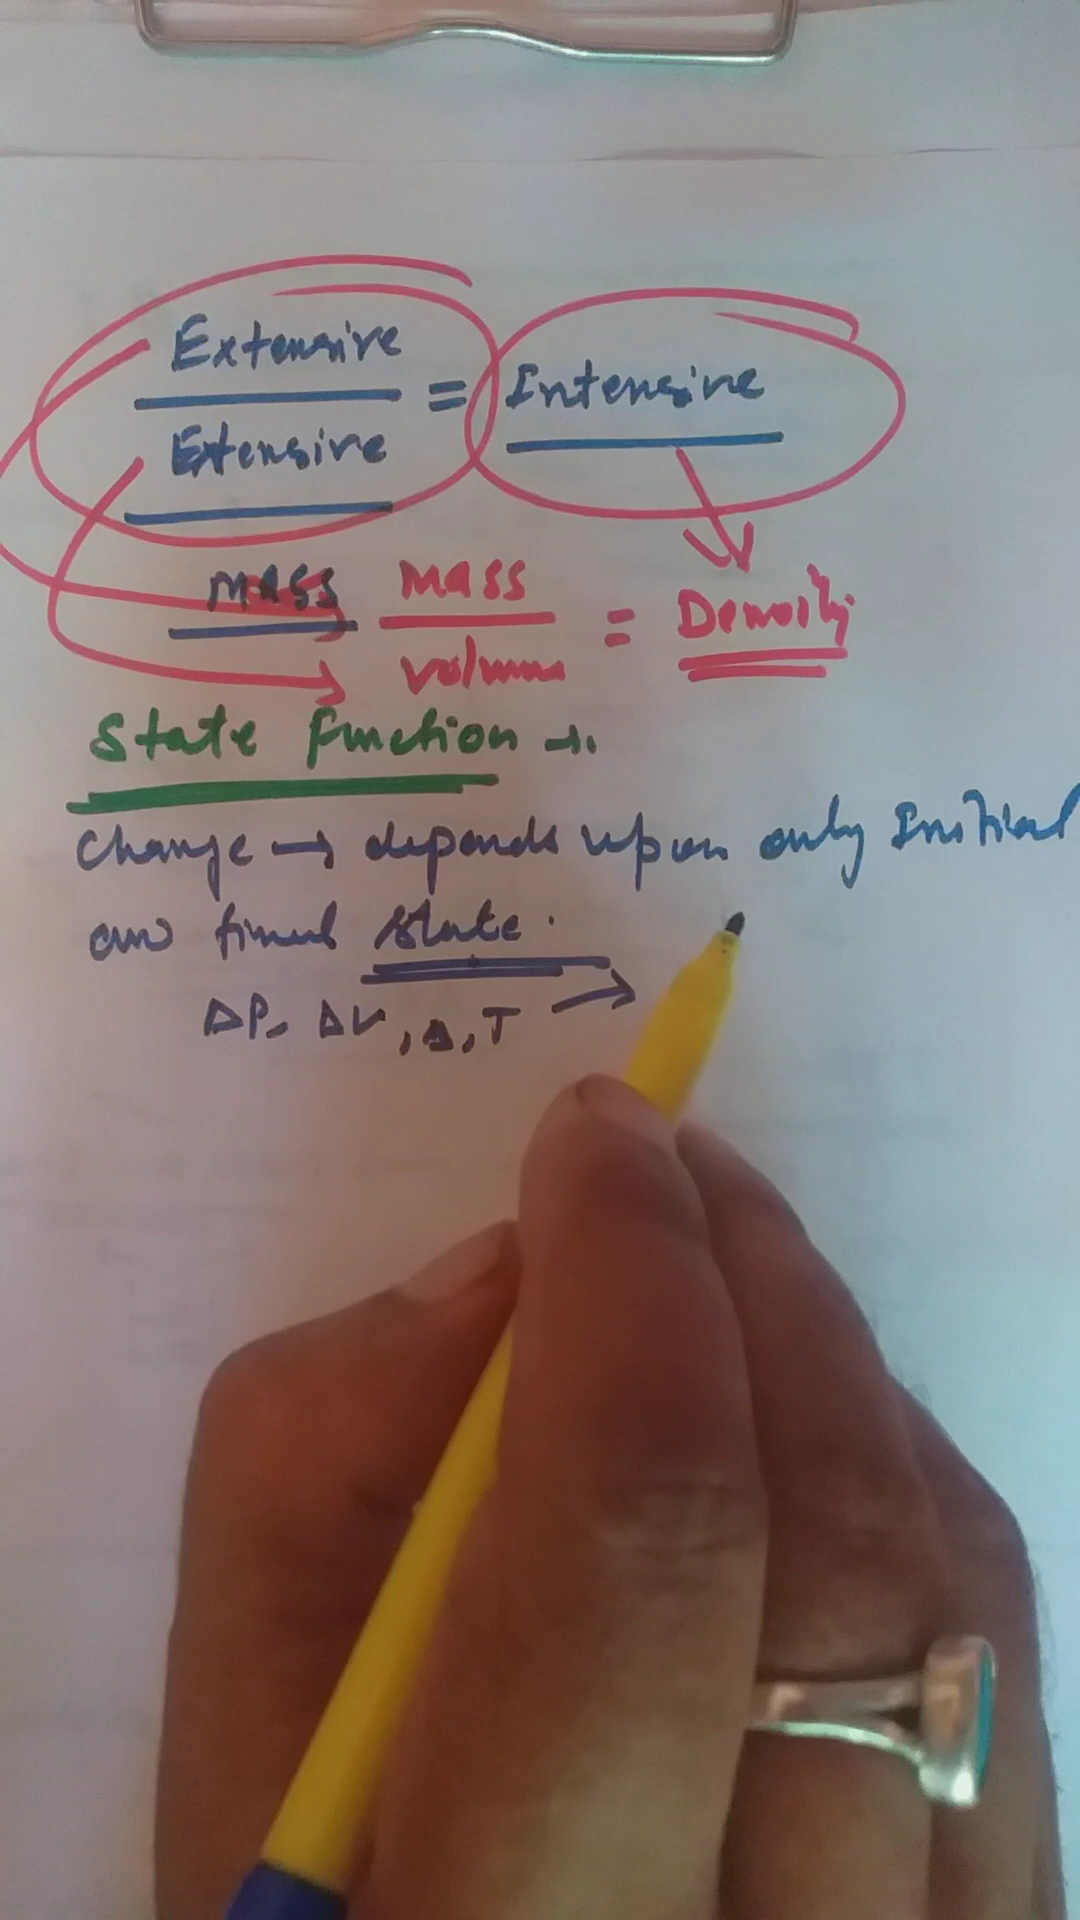 Extensive
Extensive
= Intensive
mass
mass
volume
= Density
State function →
Change → depends upon only Initial
and final state.
ΔP, ΔV, Δ, T →